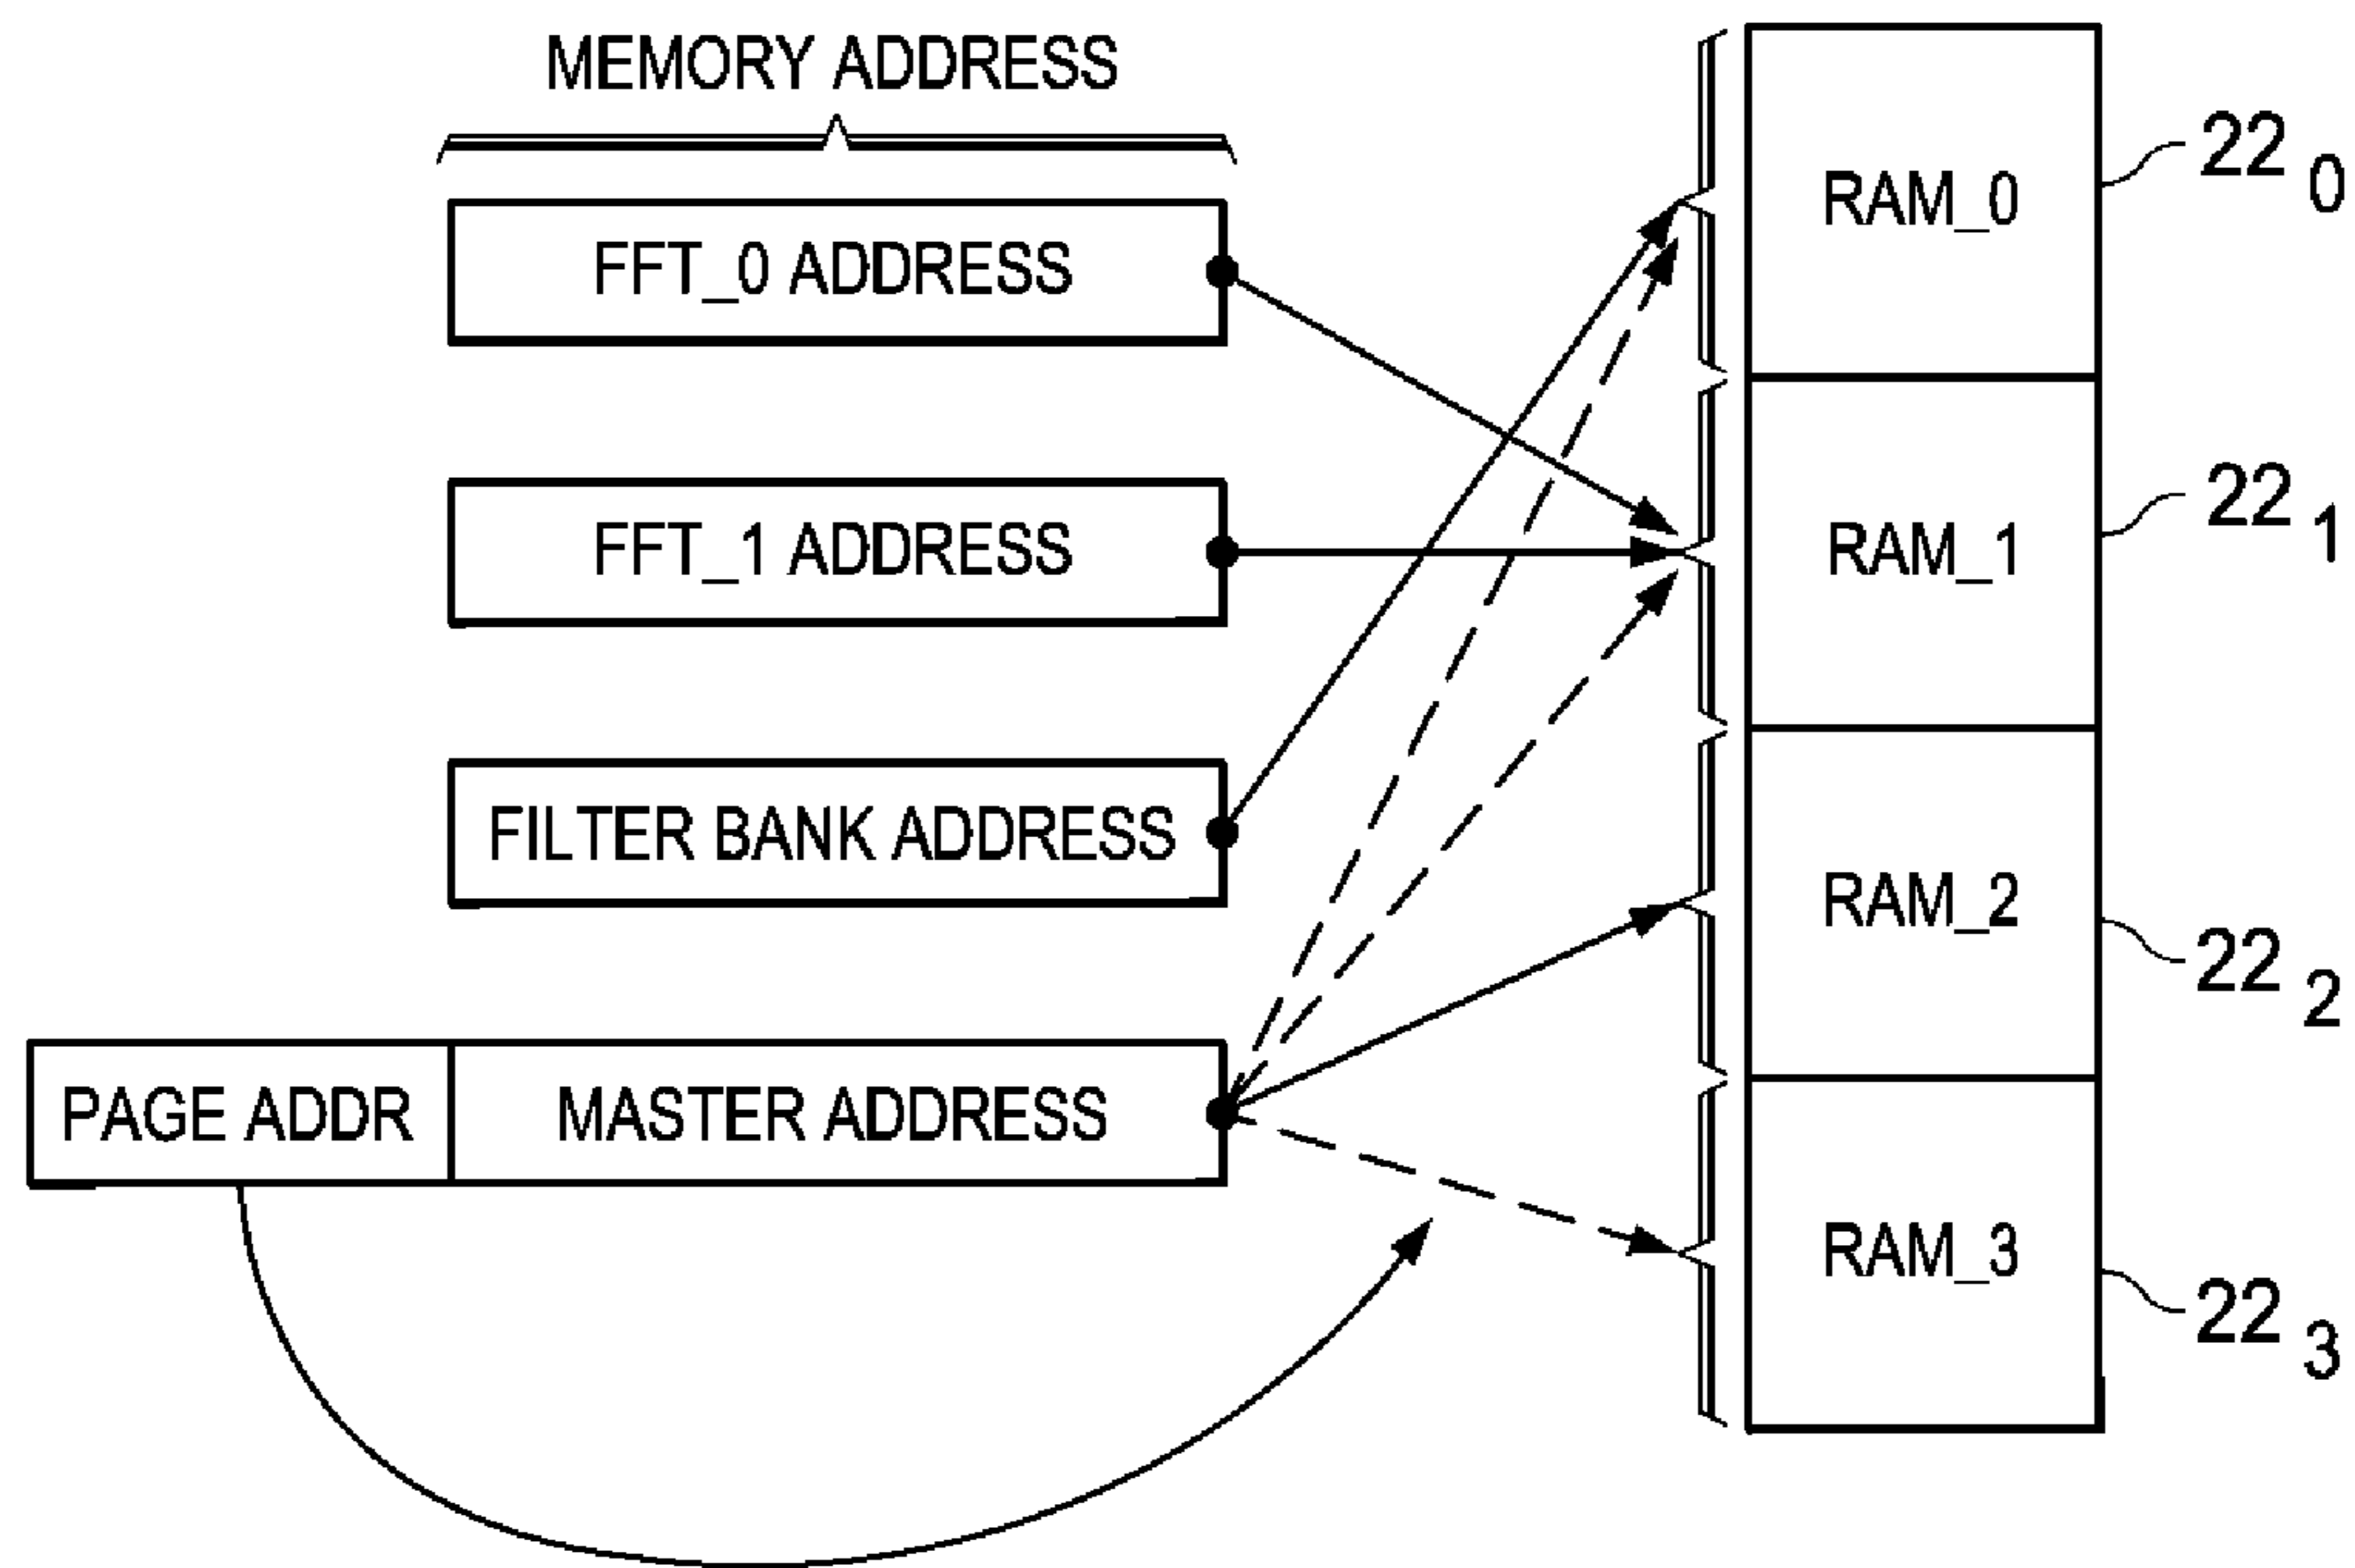 MEMORY ADDRESS
FFT_0 ADDRESS
FFT_1 ADDRESS
FILTER BANK ADDRESS
PAGE ADDR MASTER ADDRESS
RAM_0
22 0
RAM_1
22 1
RAM_2
22 2
RAM_3
22 3